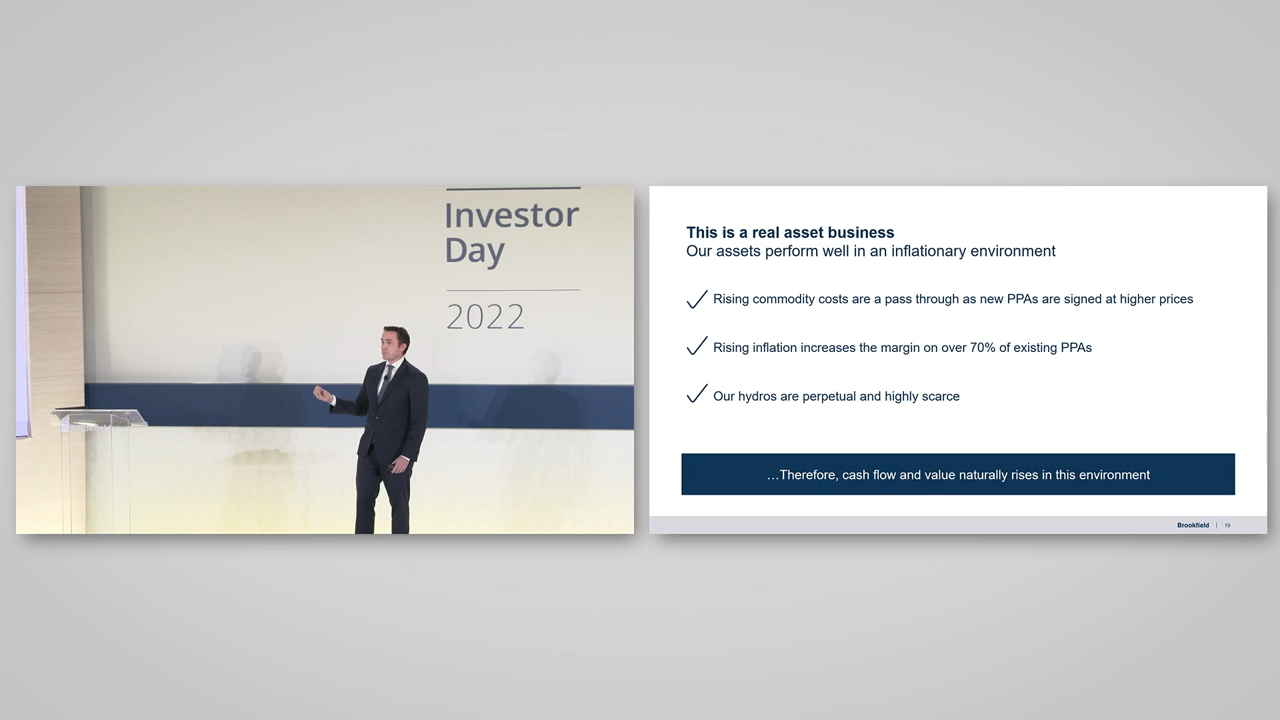 Investor
Day
2022
This is a real asset business
Our assets perform well in an inflationary environment
Rising commodity costs are a pass through as new PPAs are signed at higher prices
Rising inflation increases the margin on over 70% of existing PPAs
Our hydros are perpetual and highly scarce
…Therefore, cash flow and value naturally rises in this environment
Brookfield | 19